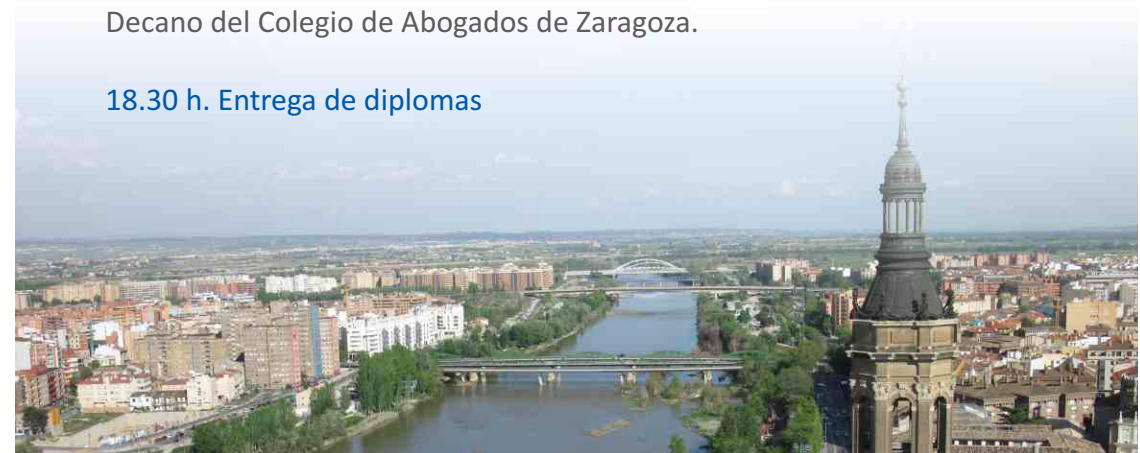 Decano del Colegio de Abogados de Zaragoza.
18.30 h. Entrega de diplomas